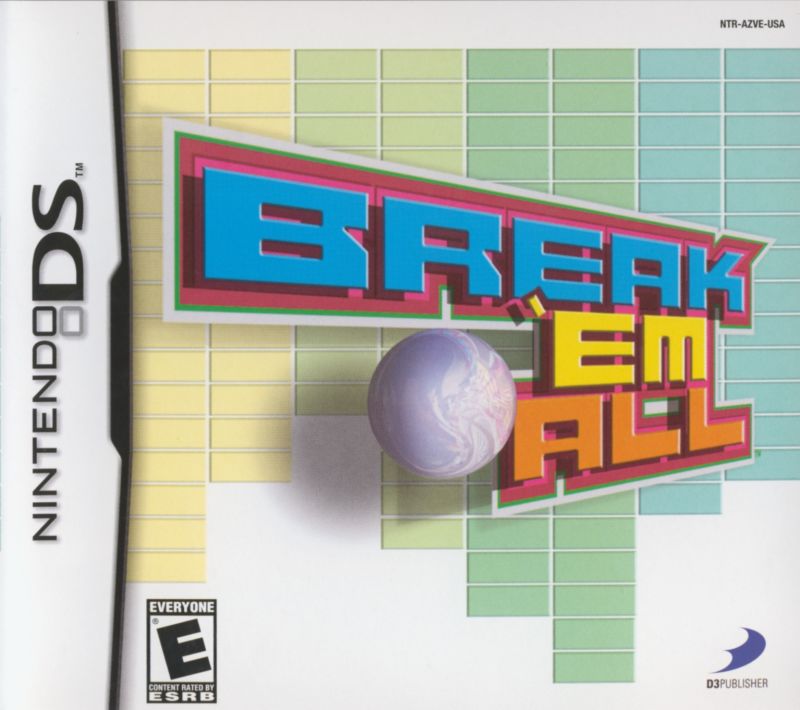 NTR-AZVE-USA
NINTENDO DS™
BREAK
'EM
ALL
EVERYONE
E
®
CONTENT RATED BY
ESRB
D3PUBLISHER